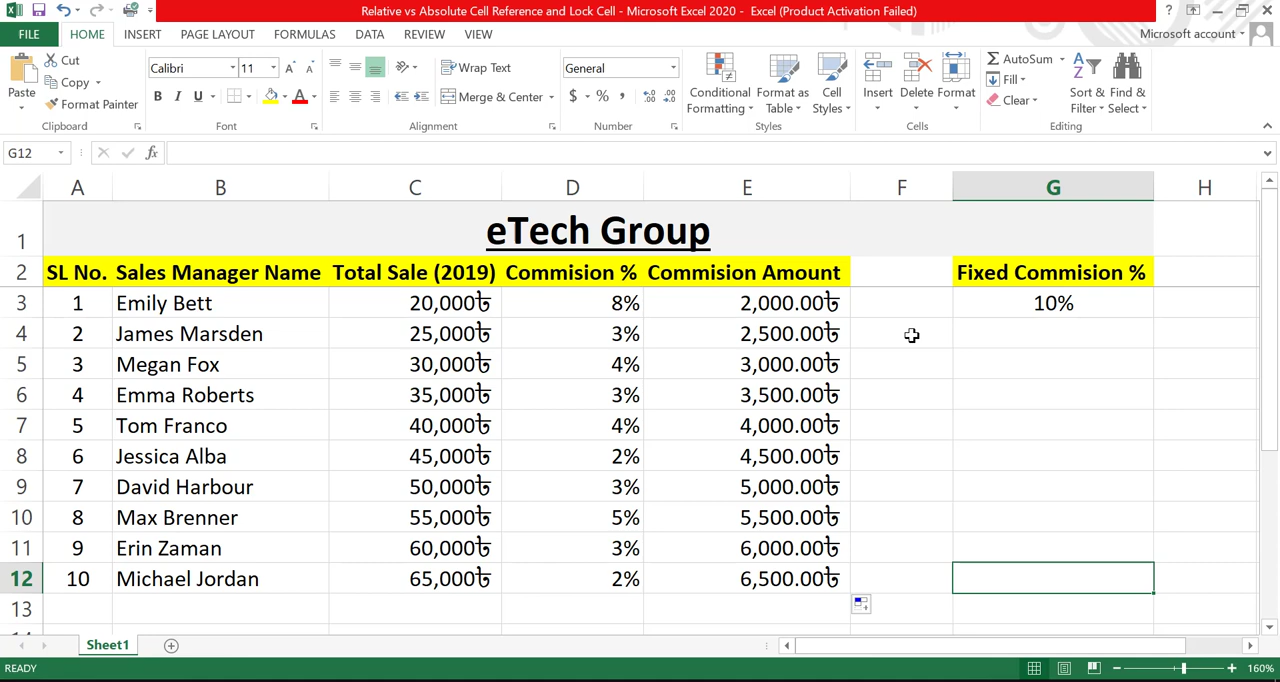 Relative vs Absolute Cell Reference and Lock Cell - Microsoft Excel 2020 - Excel (Product Activation Failed)
?
FILE HOME INSERT PAGE LAYOUT FORMULAS DATA REVIEW VIEW Microsoft account
Paste
Cut
Copy
Format Painter
Clipboard
Calibri 11
B I U
Font
Wrap Text
Merge & Center
Alignment
General
$ % ,
Number
Conditional Formatting
Format as Table
Cell Styles
Styles
Insert Delete Format
Cells
AutoSum
Fill
Clear
Sort & Filter
Find & Select
Editing
G12 fx
A B C D E F G H
1 eTech Group
2 SL No. Sales Manager Name Total Sale (2019) Commision % Commision Amount Fixed Commision %
3 1 Emily Bett 20,000৳ 8% 2,000.00৳ 10%
4 2 James Marsden 25,000৳ 3% 2,500.00৳
5 3 Megan Fox 30,000৳ 4% 3,000.00৳
6 4 Emma Roberts 35,000৳ 3% 3,500.00৳
7 5 Tom Franco 40,000৳ 4% 4,000.00৳
8 6 Jessica Alba 45,000৳ 2% 4,500.00৳
9 7 David Harbour 50,000৳ 3% 5,000.00৳
10 8 Max Brenner 55,000৳ 5% 5,500.00৳
11 9 Erin Zaman 60,000৳ 3% 6,000.00৳
12 10 Michael Jordan 65,000৳ 2% 6,500.00৳
13
Sheet1
READY 160%